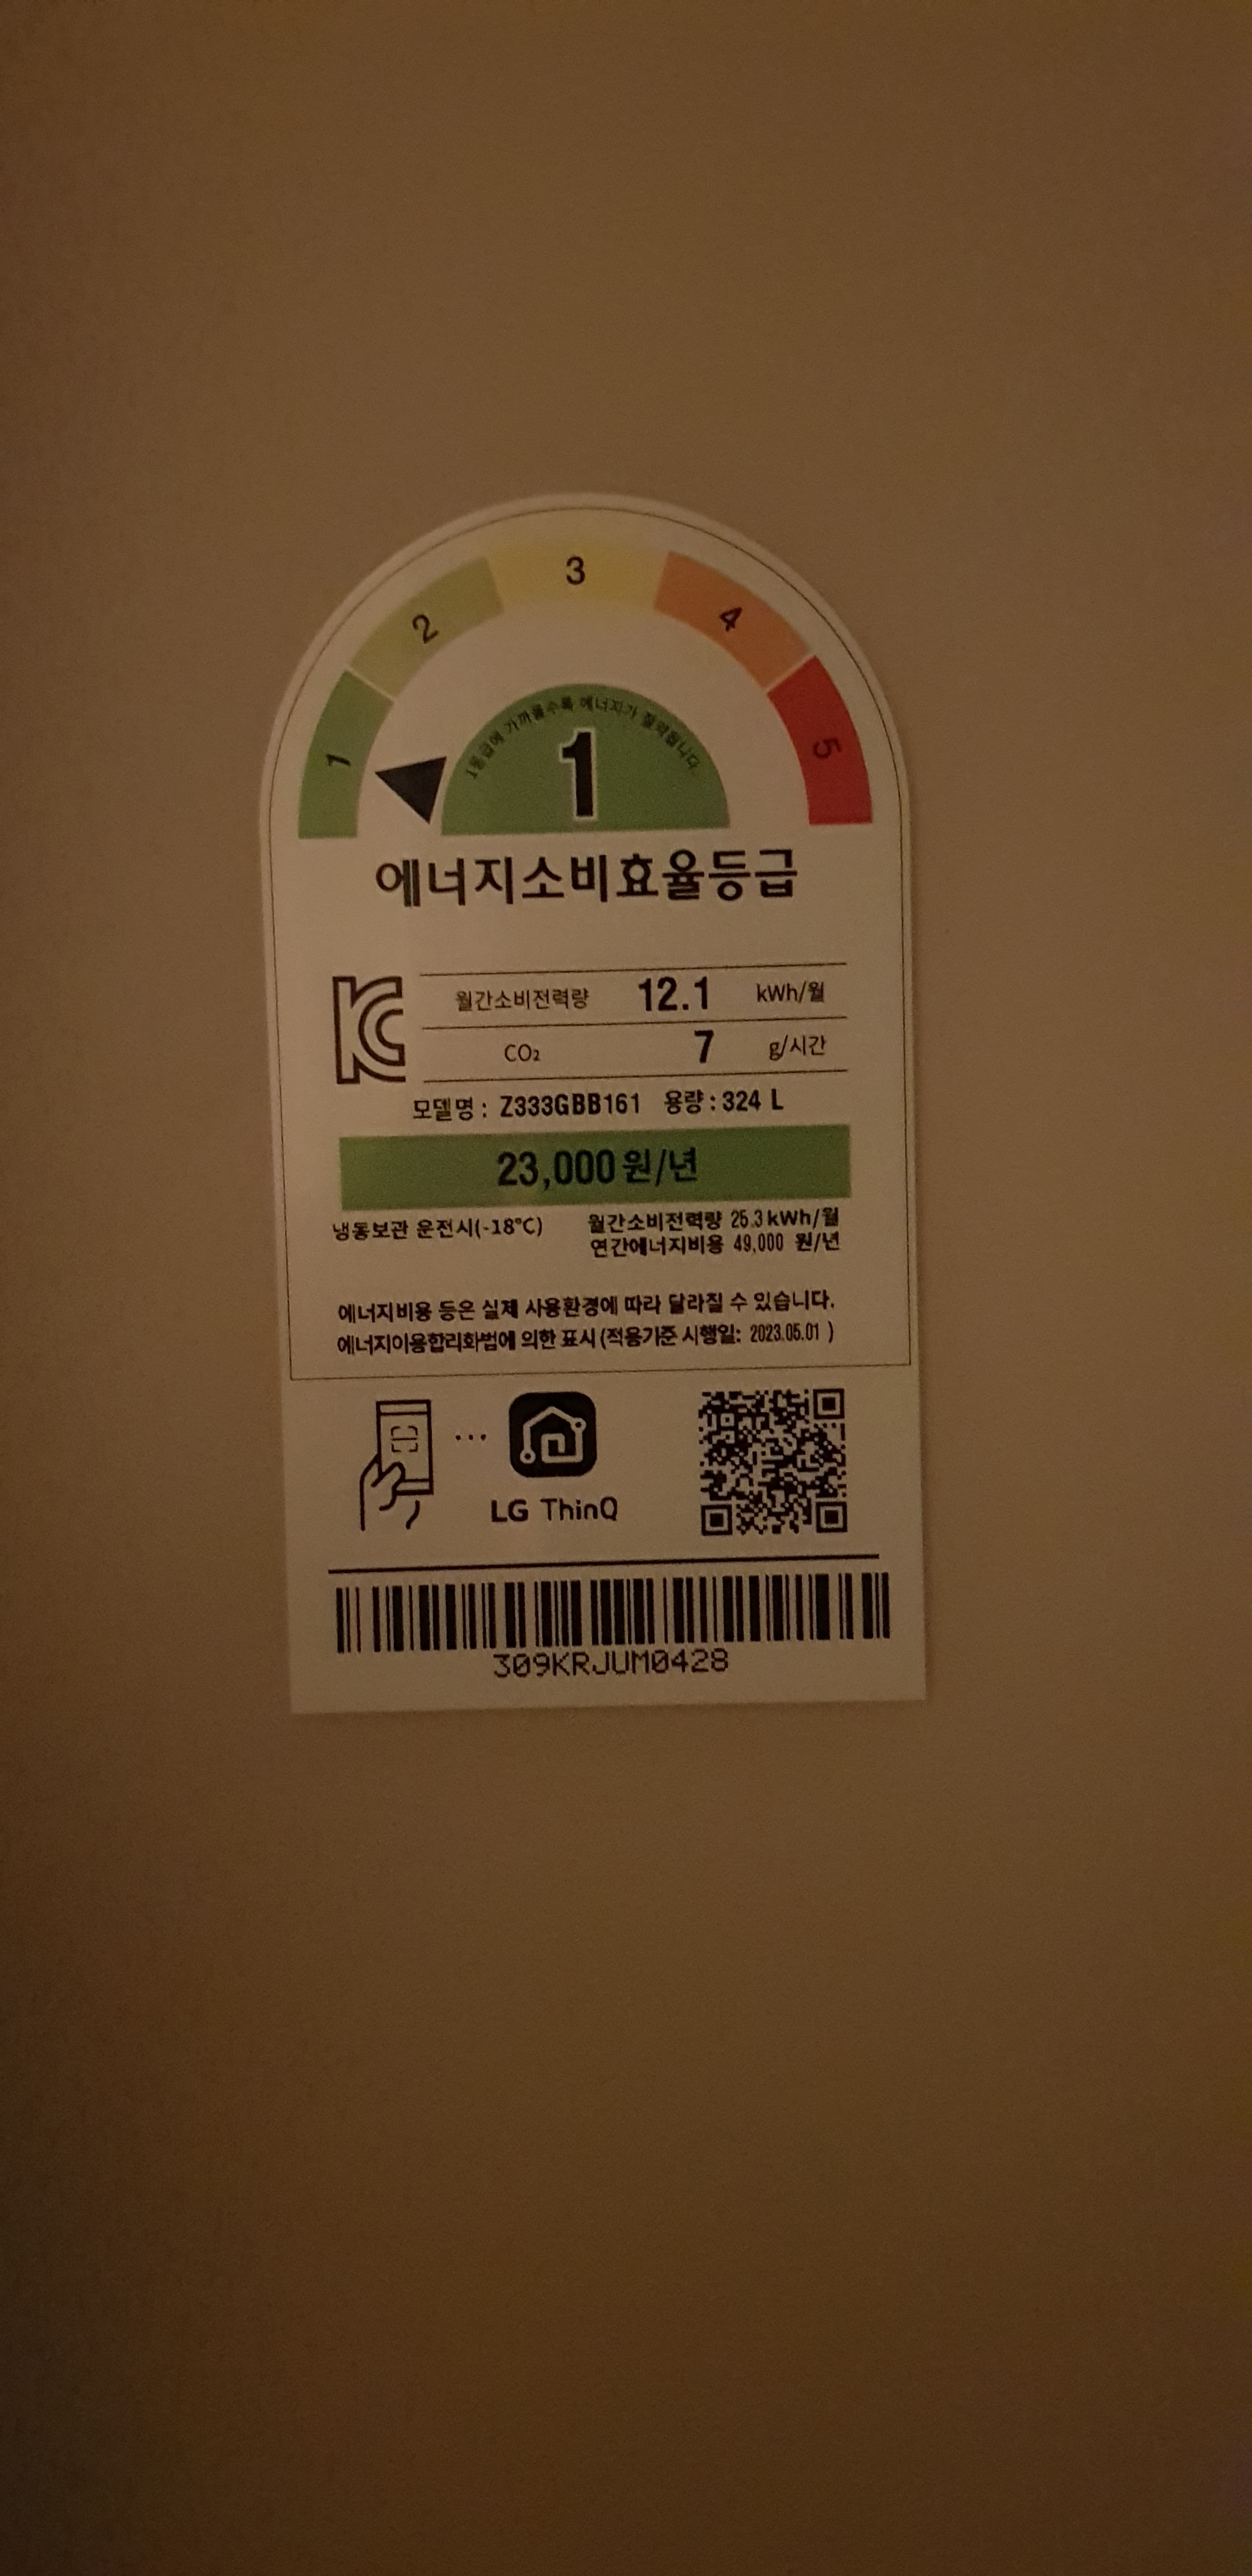 1
2
3
4
5
1등급에 가까울수록 에너지가 절약됩니다.
1
에너지소비효율등급
KC
월간소비전력량 12.1 kWh/월
CO₂ 7 g/시간
모델명 : Z333GBB161 용량 : 324 L
23,000원/년
냉동보관 운전시(-18℃) 월간소비전력량 25.3 kWh/월
연간에너지비용 49,000 원/년
에너지비용 등은 실제 사용환경에 따라 달라질 수 있습니다.
에너지이용합리화법에 의한 표시 (적용기준 시행일: 2023.05.01 )
LG ThinQ
309KRJUM0428